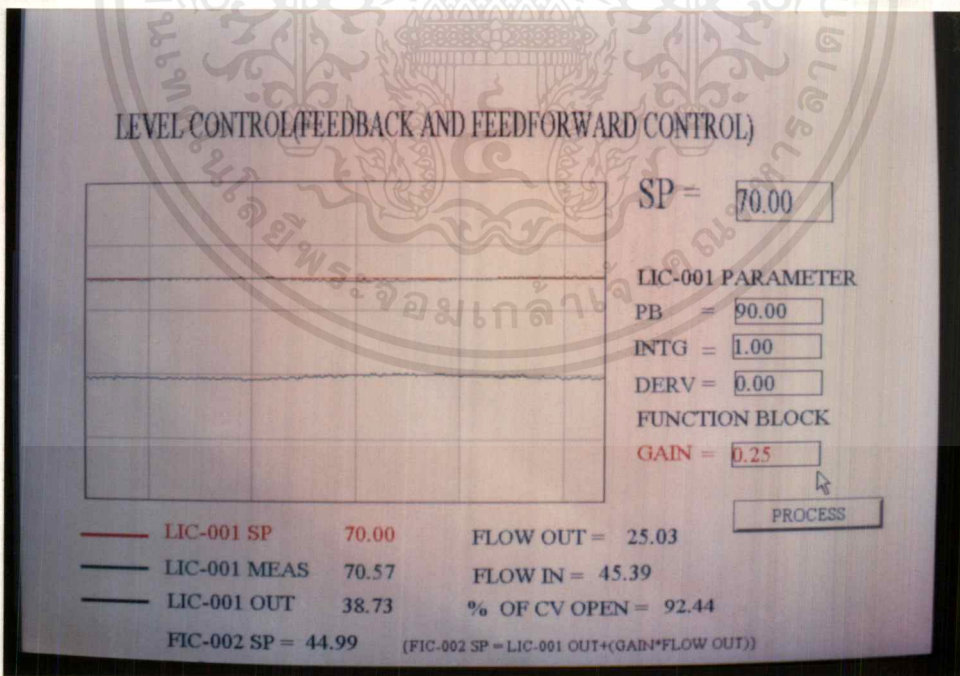 LEVEL CONTROL(FEEDBACK AND FEEDFORWARD CONTROL)
SP = 70.00
LIC-001 PARAMETER
PB = 90.00
INTG = 1.00
DERV = 0.00
FUNCTION BLOCK
GAIN = 0.25
PROCESS
LIC-001 SP 70.00
LIC-001 MEAS 70.57
LIC-001 OUT 38.73
FIC-002 SP = 44.99
FLOW OUT = 25.03
FLOW IN = 45.39
% OF CV OPEN = 92.44
(FIC-002 SP = LIC-001 OUT+(GAIN*FLOW OUT))